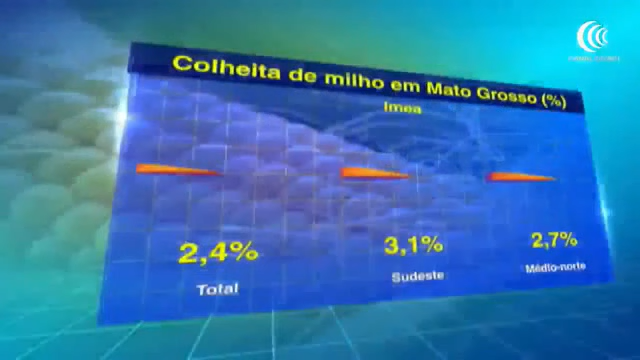 Colheita de milho em Mato Grosso (%)
Imea
2,4%
3,1%
2,7%
Total
Sudeste
Médio-norte